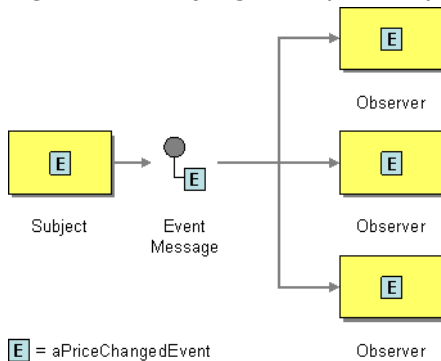 E
Observer
E
E
E
Subject
Event
Message
Observer
E
E = aPriceChangedEvent
Observer